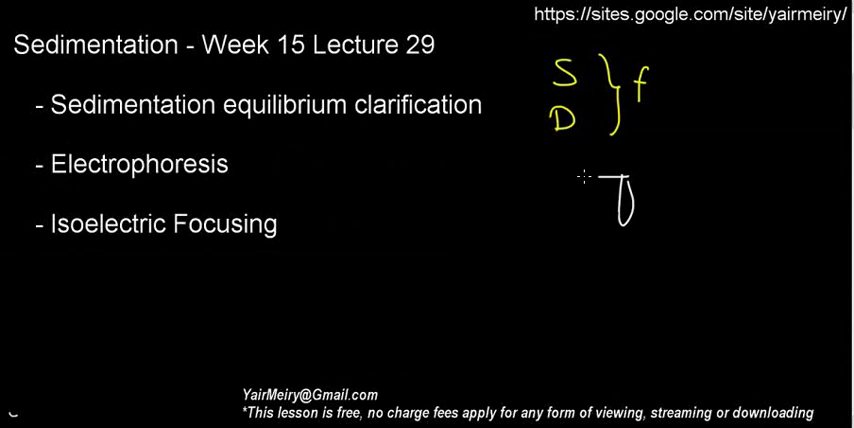 https://sites.google.com/site/yairmeiry/
Sedimentation - Week 15 Lecture 29
- Sedimentation equilibrium clarification
- Electrophoresis
- Isoelectric Focusing
S
D
} f
YairMeiry@Gmail.com
*This lesson is free, no charge fees apply for any form of viewing, streaming or downloading